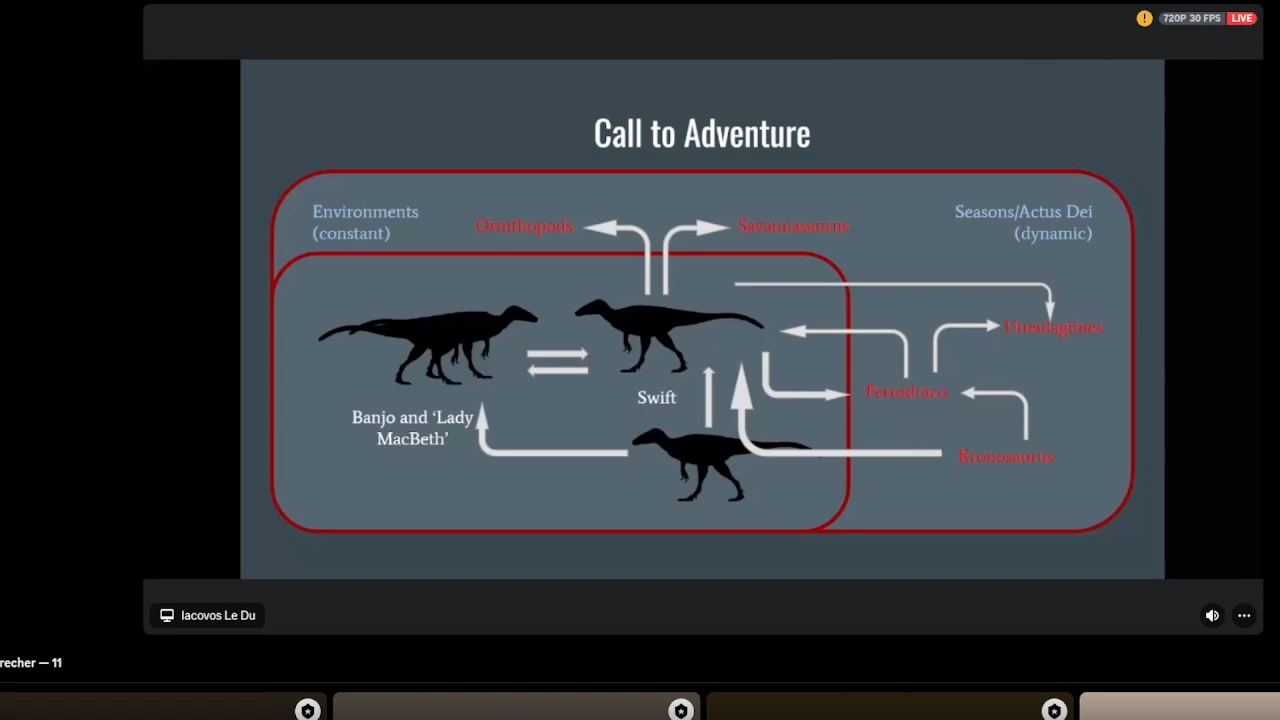 720P 30 FPS LIVE
Call to Adventure
Environments
(constant)
Ornithopods
Savannasaurus
Seasons/Actus Dei
(dynamic)
Unenlagiines
Swift
Ferrodraco
Banjo and ‘Lady
MacBeth’
Kronosaurus
Iacovos Le Du
recher — 11